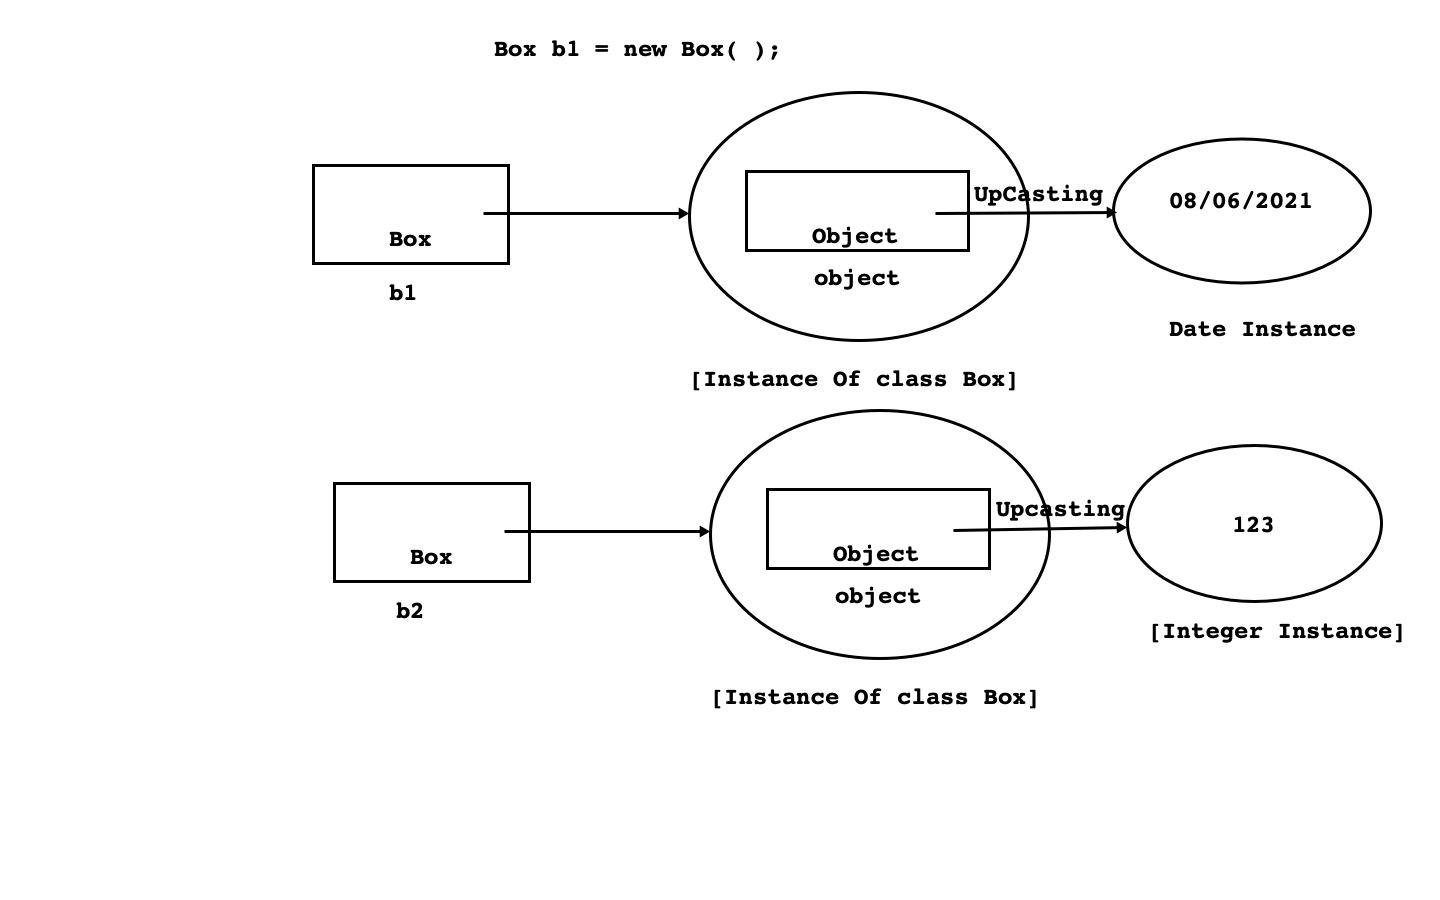 Box b1 = new Box( );
UpCasting
08/06/2021
Box
Object
b1
object
Date Instance
[Instance Of class Box]
Upcasting
123
Box
Object
b2
object
[Integer Instance]
[Instance Of class Box]